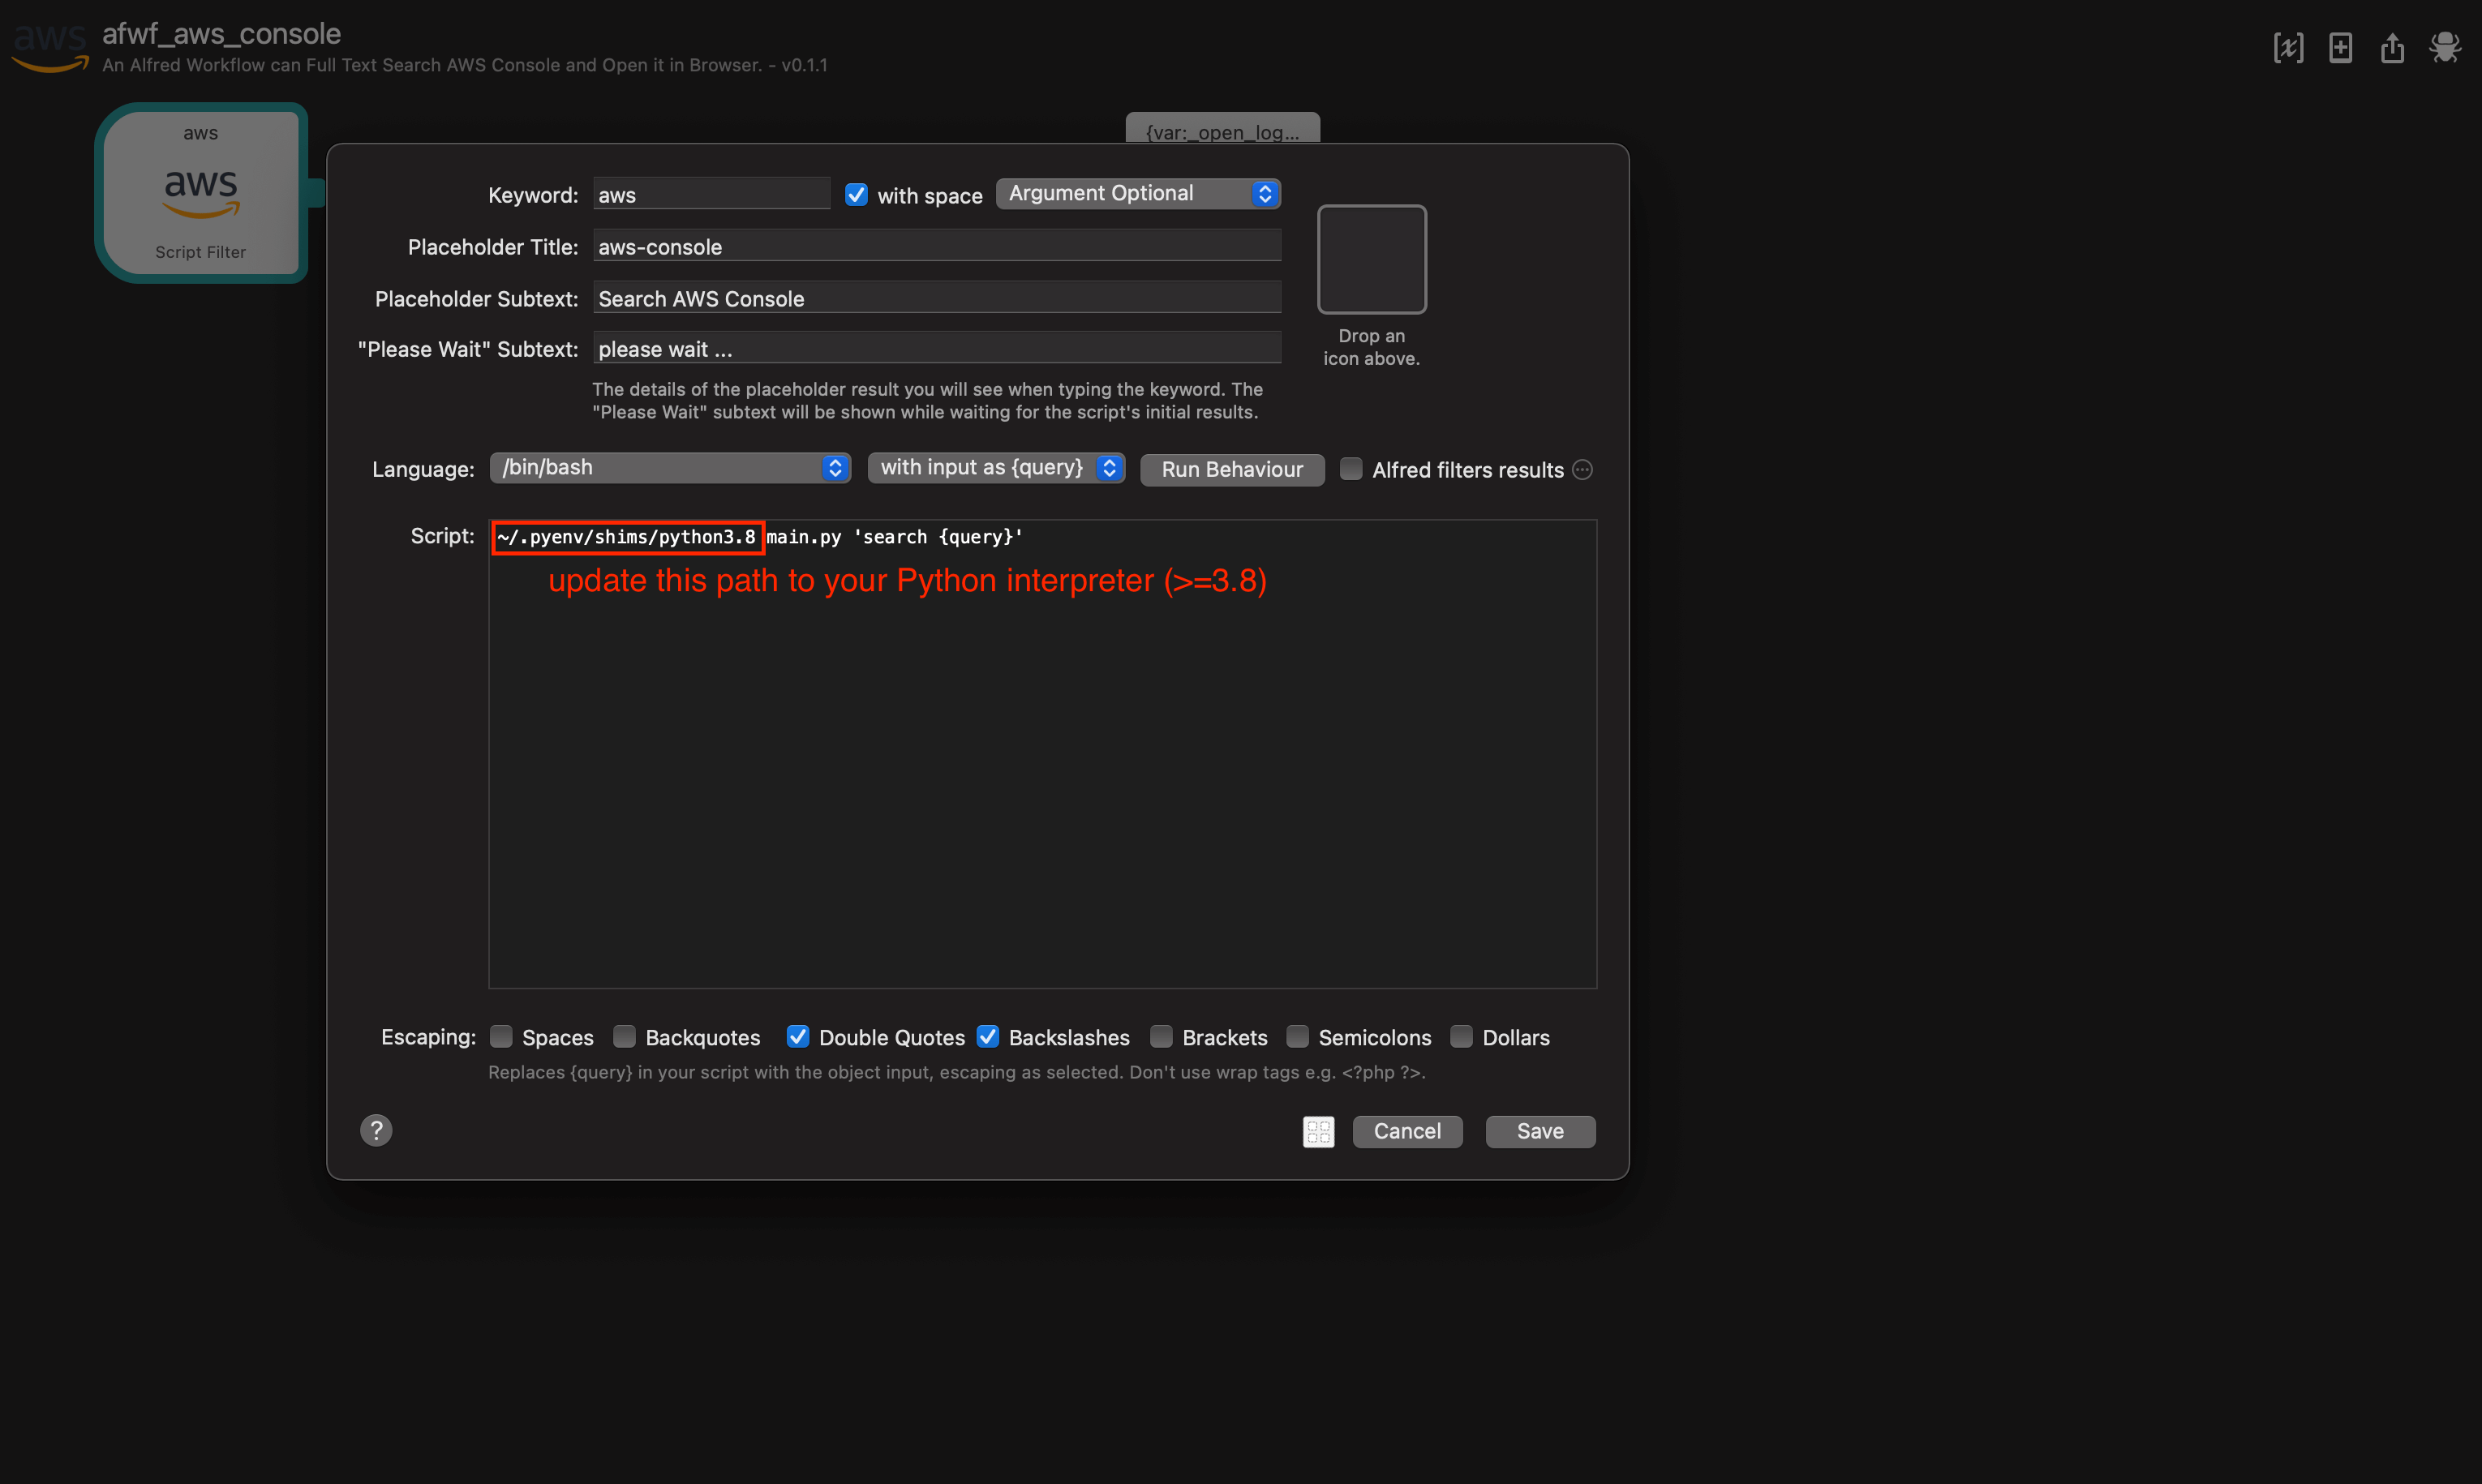 aws
afwf_aws_console
An Alfred Workflow can Full Text Search AWS Console and Open it in Browser. - v0.1.1
aws
aws
Script Filter
{var:_open_log...
Keyword: aws with space Argument Optional
Placeholder Title: aws-console
Placeholder Subtext: Search AWS Console
"Please Wait" Subtext: please wait ...
Drop an
icon above.
The details of the placeholder result you will see when typing the keyword. The
"Please Wait" subtext will be shown while waiting for the script's initial results.
Language: /bin/bash with input as {query} Run Behaviour Alfred filters results
Script: ~/.pyenv/shims/python3.8 main.py 'search {query}'
update this path to your Python interpreter (>=3.8)
Escaping: Spaces Backquotes Double Quotes Backslashes Brackets Semicolons Dollars
Replaces {query} in your script with the object input, escaping as selected. Don't use wrap tags e.g. <?php ?>.
? Cancel Save